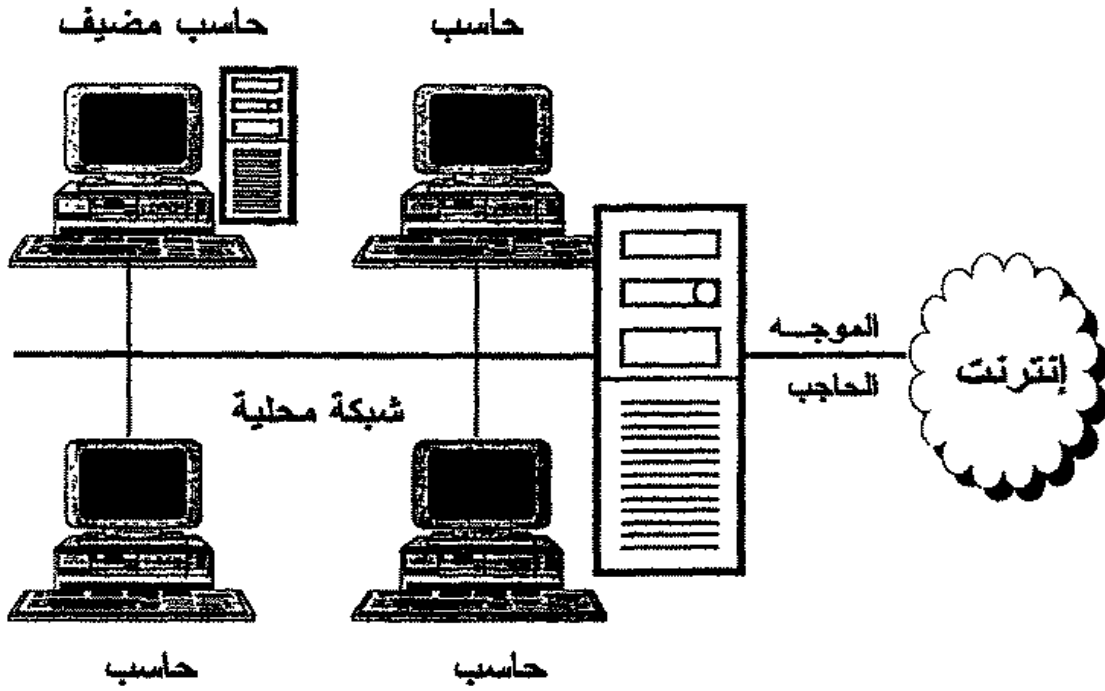 حاسب مضيف
حاسب
الموجه
الحاجب
إنترنت
شبكة محلية
حاسب
حاسب